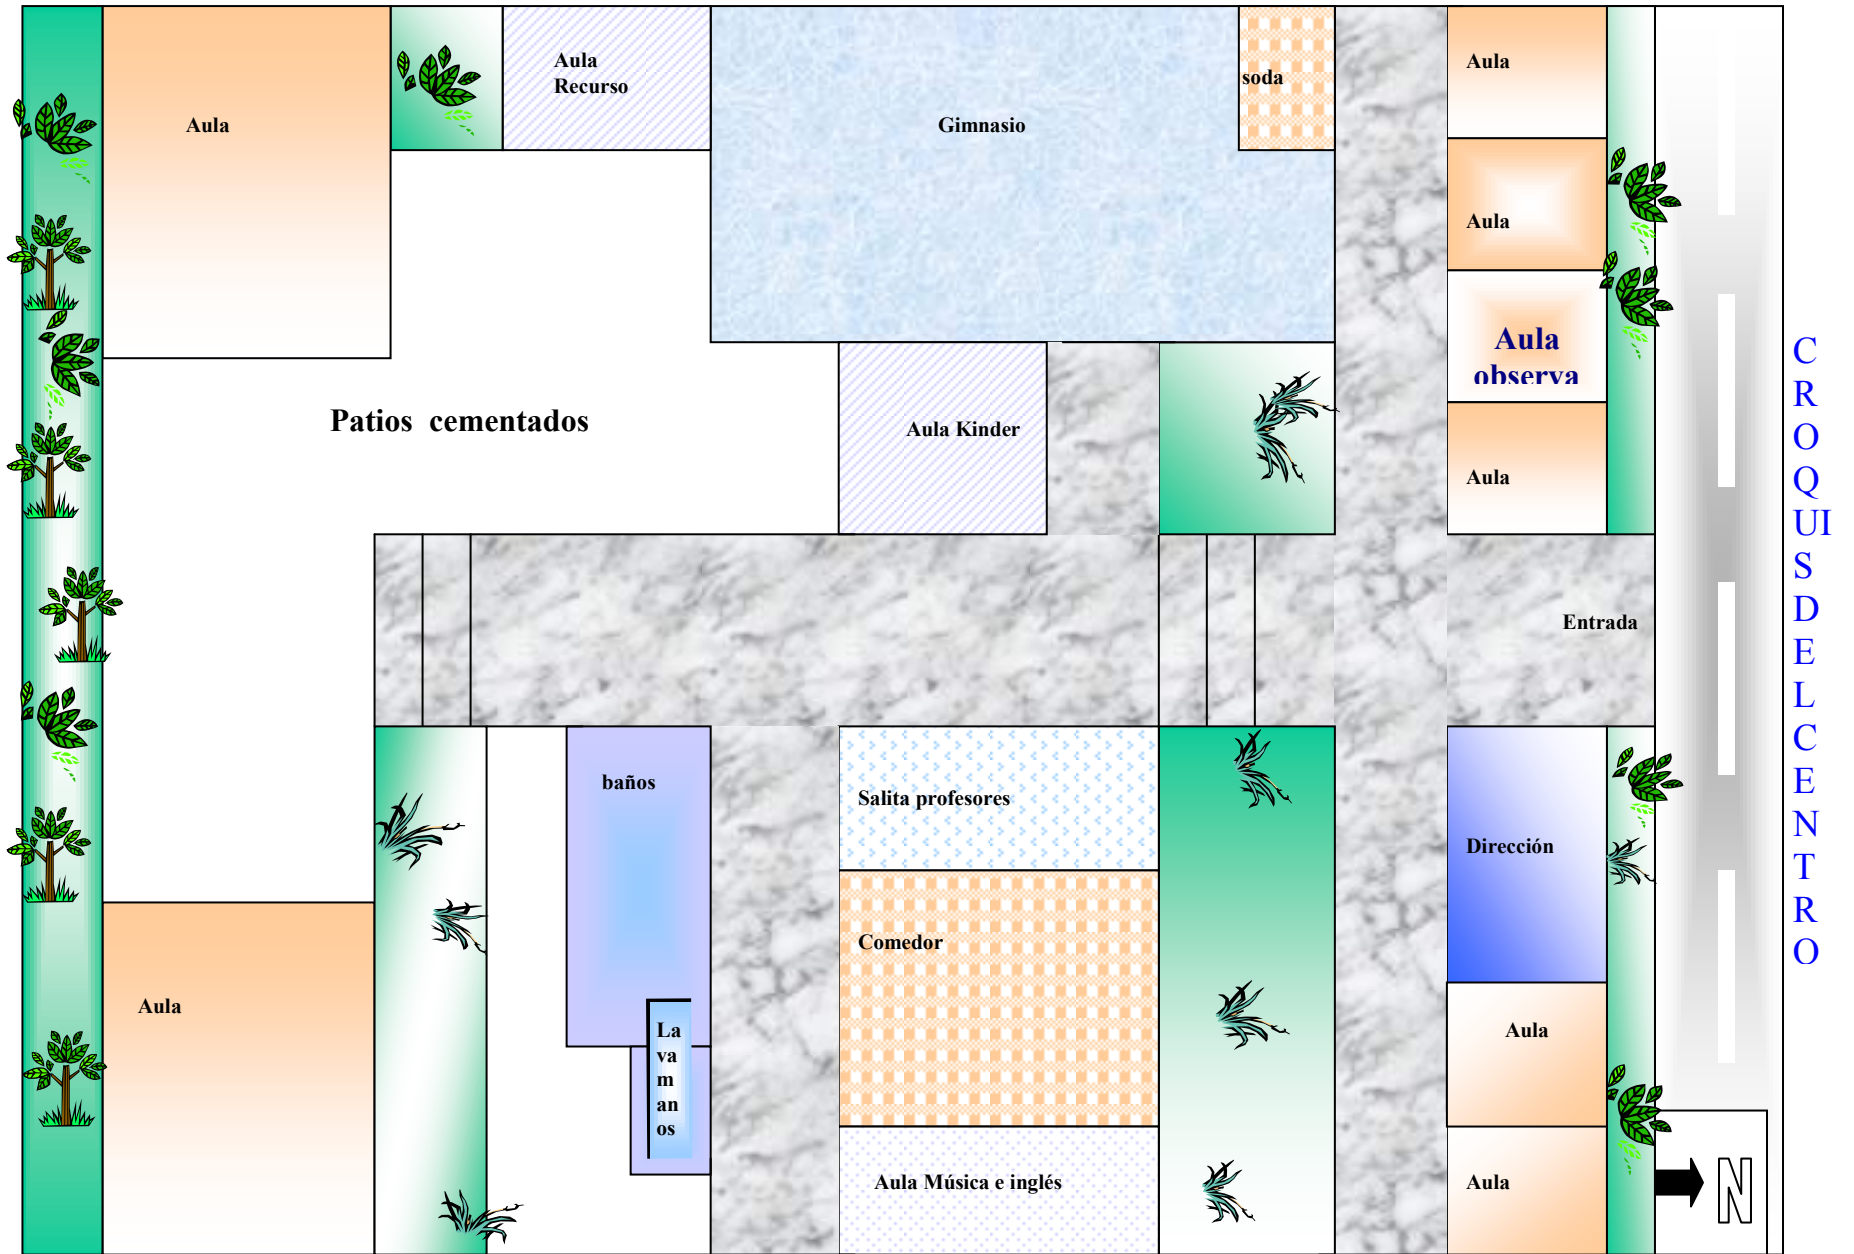 Aula
Aula
Recurso
Gimnasio
soda
Aula
Aula
Aula
observa
Aula
Patios cementados
Aula Kinder
Entrada
baños
Salita profesores
Dirección
Comedor
Aula
La
va
m
an
os
Aula
Aula Música e inglés
Aula
N
C
R
O
Q
UI
S
D
E
L
C
E
N
T
R
O